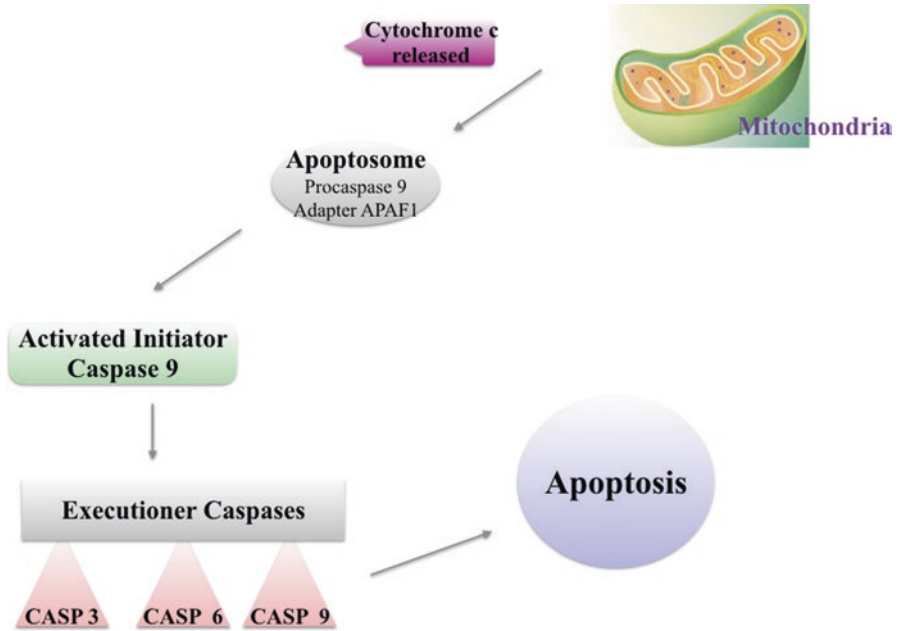 Cytochrome c
released
Mitochondria
Apoptosome
Procaspase 9
Adapter APAF1
Activated Initiator
Caspase 9
Executioner Caspases
Apoptosis
CASP 3
CASP 6
CASP 9